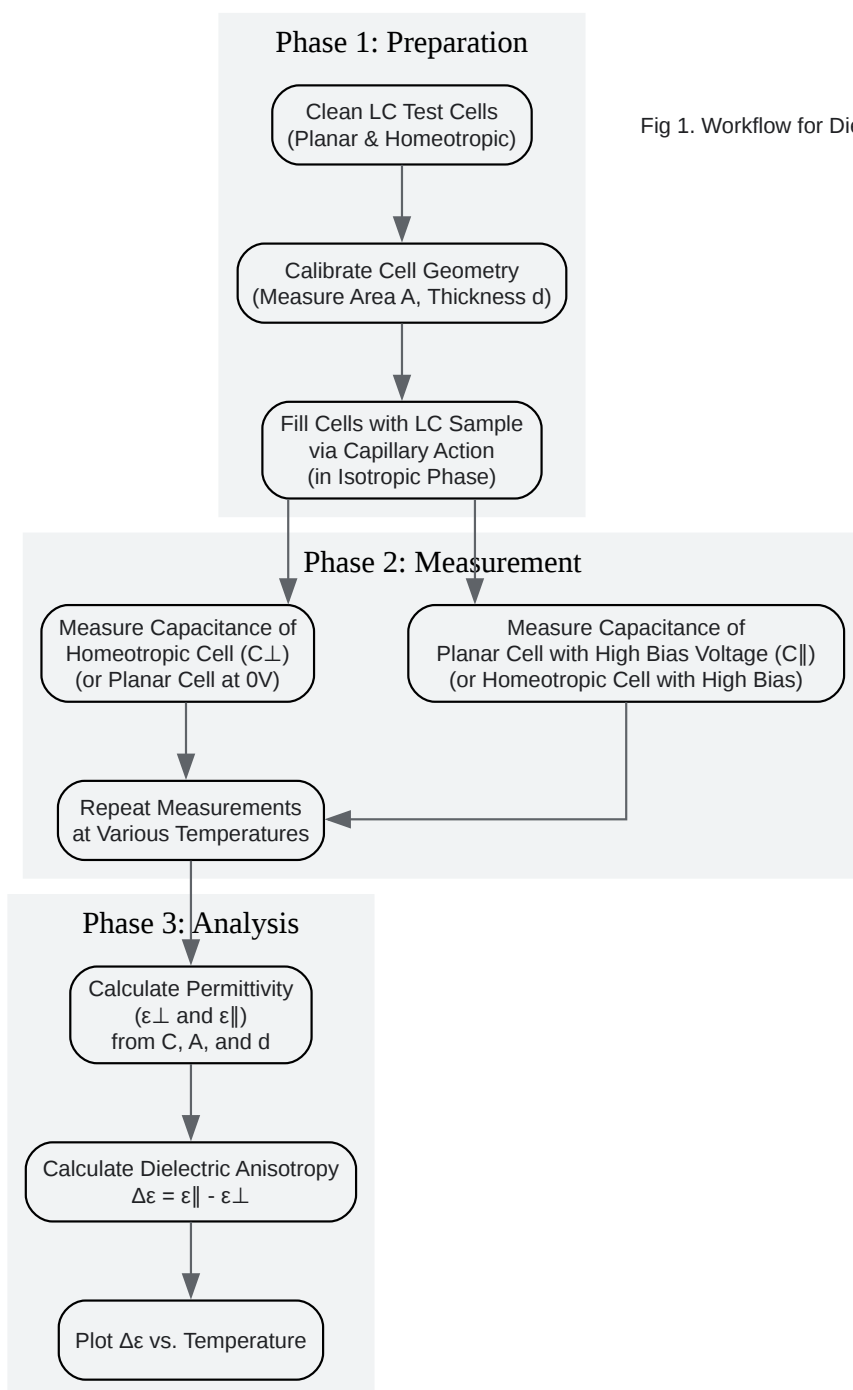 Phase 1: Preparation
Clean LC Test Cells
(Planar & Homeotropic)
Fig 1. Workflow for
Calibrate Cell Geometry
(Measure Area A, Thickness d)
Fill Cells with LC Sample
via Capillary Action
(in Isotropic Phase)
Phase 2: Measurement
Measure Capacitance of
Homeotropic Cell (C⊥)
(or Planar Cell at 0V)
Measure Capacitance of
Planar Cell with High Bias Voltage (C∥)
(or Homeotropic Cell with High Bias)
Repeat Measurements
at Various Temperatures
Phase 3: Analysis
Calculate Permittivity
(ε⊥ and ε∥)
from C, A, and d
Calculate Dielectric Anisotropy
Δε = ε∥ - ε⊥
Plot Δε vs. Temperature